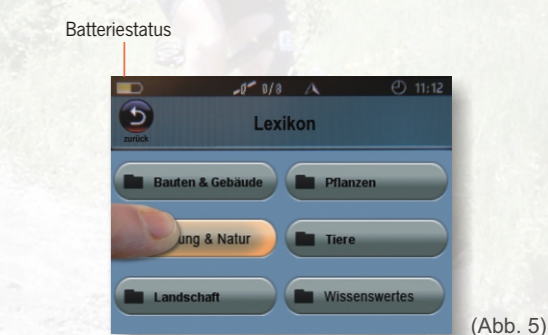 Batteriestatus
0/8 11:12
zurück
Lexikon
Bauten & Gebäude Pflanzen
ung & Natur Tiere
Landschaft Wissenswertes
(Abb. 5)